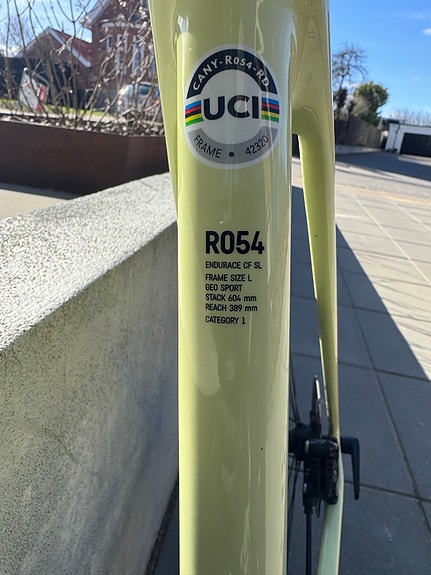 CANY-R054-RD
UCI
FRAME • 42320
R054
ENDURACE CF SL
FRAME SIZE L
GEO SPORT
STACK 604 mm
REACH 389 mm
CATEGORY 1